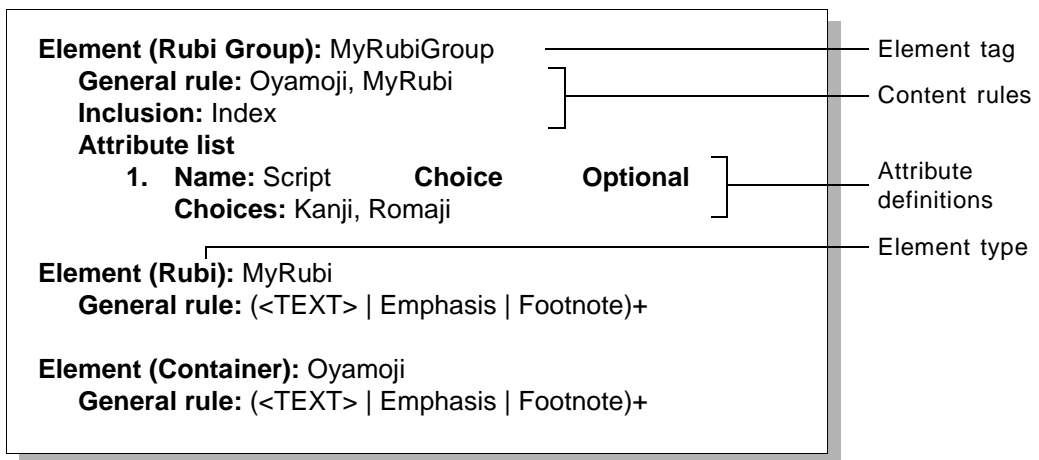 Element (Rubi Group): MyRubiGroup
Element tag
General rule: Oyamoji, MyRubi
Inclusion: Index
Content rules
Attribute list
1. Name: Script Choice Optional
Choices: Kanji, Romaji
Attribute
definitions
Element type
Element (Rubi): MyRubi
General rule: (<TEXT> | Emphasis | Footnote)+
Element (Container): Oyamoji
General rule: (<TEXT> | Emphasis | Footnote)+